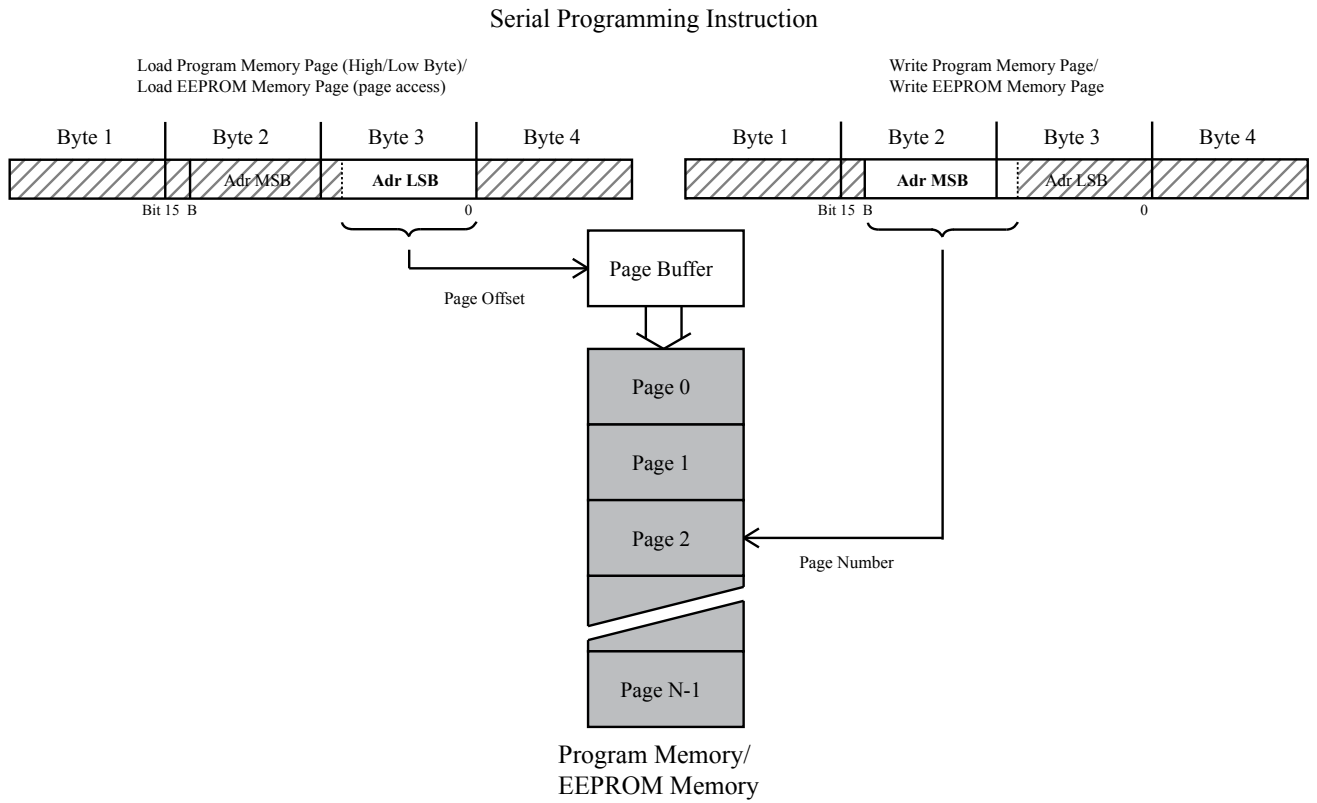 Serial Programming Instruction
Load Program Memory Page (High/Low Byte)/
Load EEPROM Memory Page (page access)
Write Program Memory Page/
Write EEPROM Memory Page
Byte 1 Byte 2 Byte 3 Byte 4
Byte 1 Byte 2 Byte 3 Byte 4
Adr MSB Adr LSB
Adr MSB Adr LSB
Bit 15 B 0
Bit 15 B 0
Page Buffer
Page Offset
Page 0
Page 1
Page 2
Page Number
Page N-1
Program Memory/
EEPROM Memory